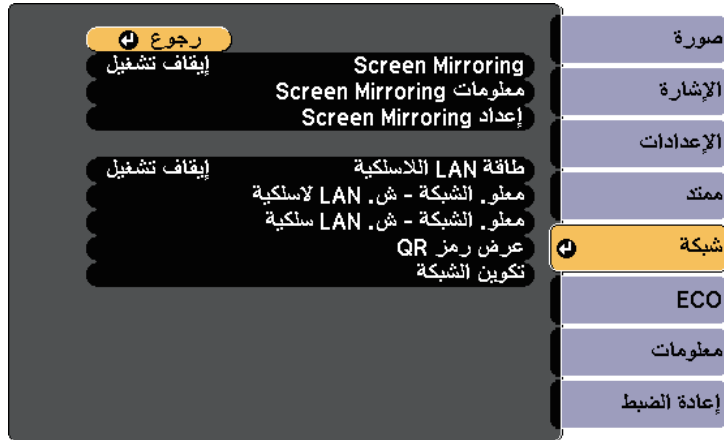 صورة
الإشارة
الإعدادات
ممتد
شبكة
ECO
معلومات
إعادة الضبط
رجوع
Screen Mirroring إيقاف تشغيل
معلومات Screen Mirroring
إعداد Screen Mirroring
طاقة LAN اللاسلكية إيقاف تشغيل
معلو. الشبكة - ش. LAN لاسلكية
معلو. الشبكة - ش. LAN سلكية
عرض رمز QR
تكوين الشبكة